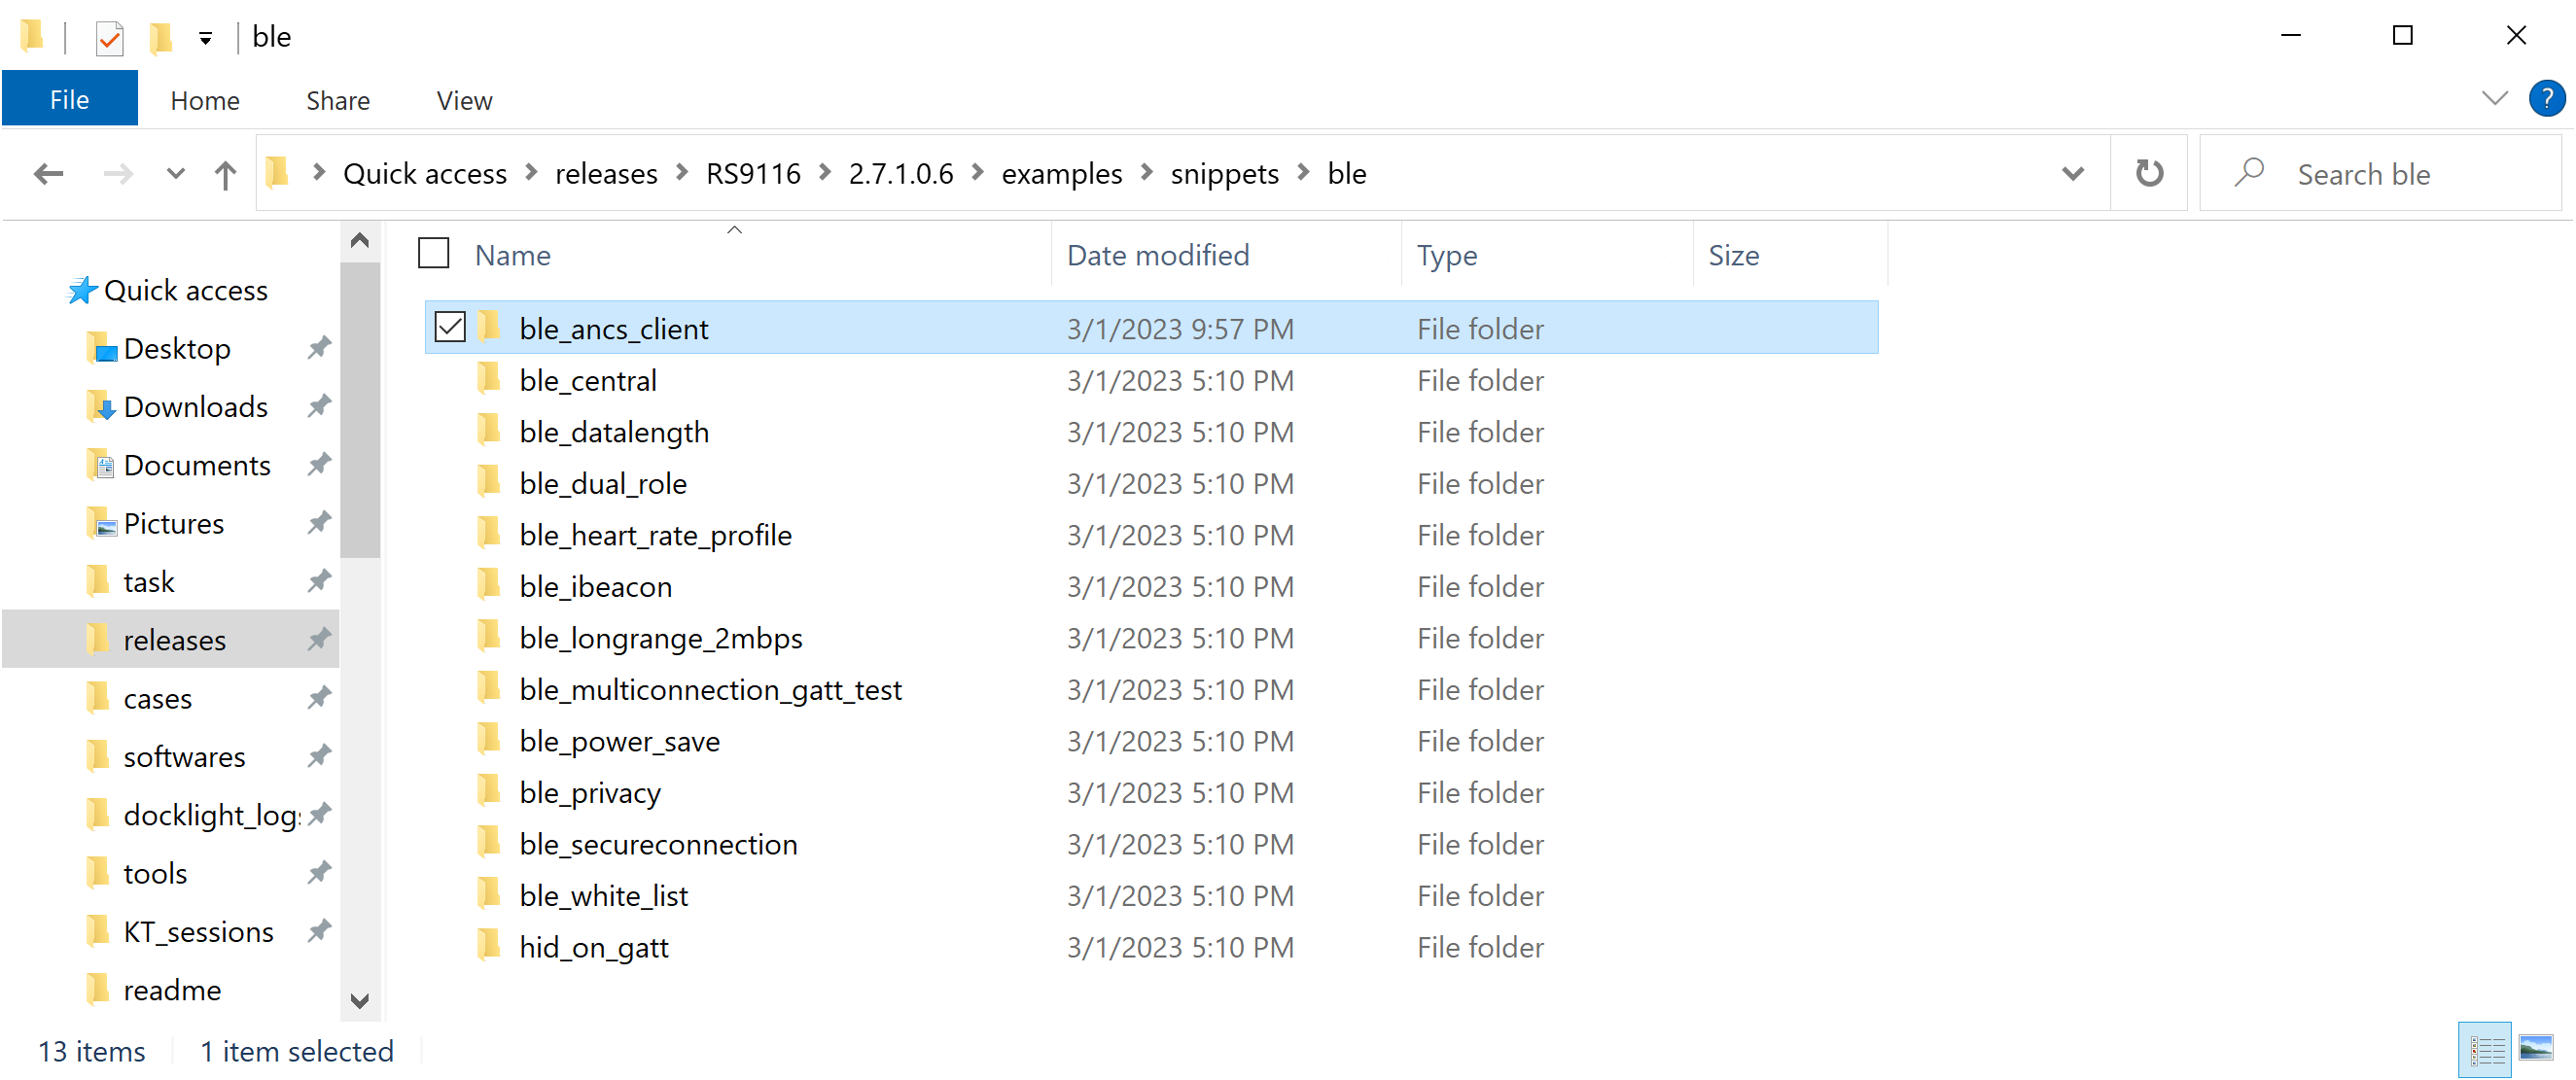 ble
File Home Share View
?
Quick access releases RS9116 2.7.1.0.6 examples snippets ble
Search ble
Name Date modified Type Size
Quick access
Desktop
Downloads
Documents
Pictures
task
releases
cases
softwares
docklight_logs
tools
KT_sessions
readme
ble_ancs_client 3/1/2023 9:57 PM File folder
ble_central 3/1/2023 5:10 PM File folder
ble_datalength 3/1/2023 5:10 PM File folder
ble_dual_role 3/1/2023 5:10 PM File folder
ble_heart_rate_profile 3/1/2023 5:10 PM File folder
ble_ibeacon 3/1/2023 5:10 PM File folder
ble_longrange_2mbps 3/1/2023 5:10 PM File folder
ble_multiconnection_gatt_test 3/1/2023 5:10 PM File folder
ble_power_save 3/1/2023 5:10 PM File folder
ble_privacy 3/1/2023 5:10 PM File folder
ble_secureconnection 3/1/2023 5:10 PM File folder
ble_white_list 3/1/2023 5:10 PM File folder
hid_on_gatt 3/1/2023 5:10 PM File folder
13 items 1 item selected